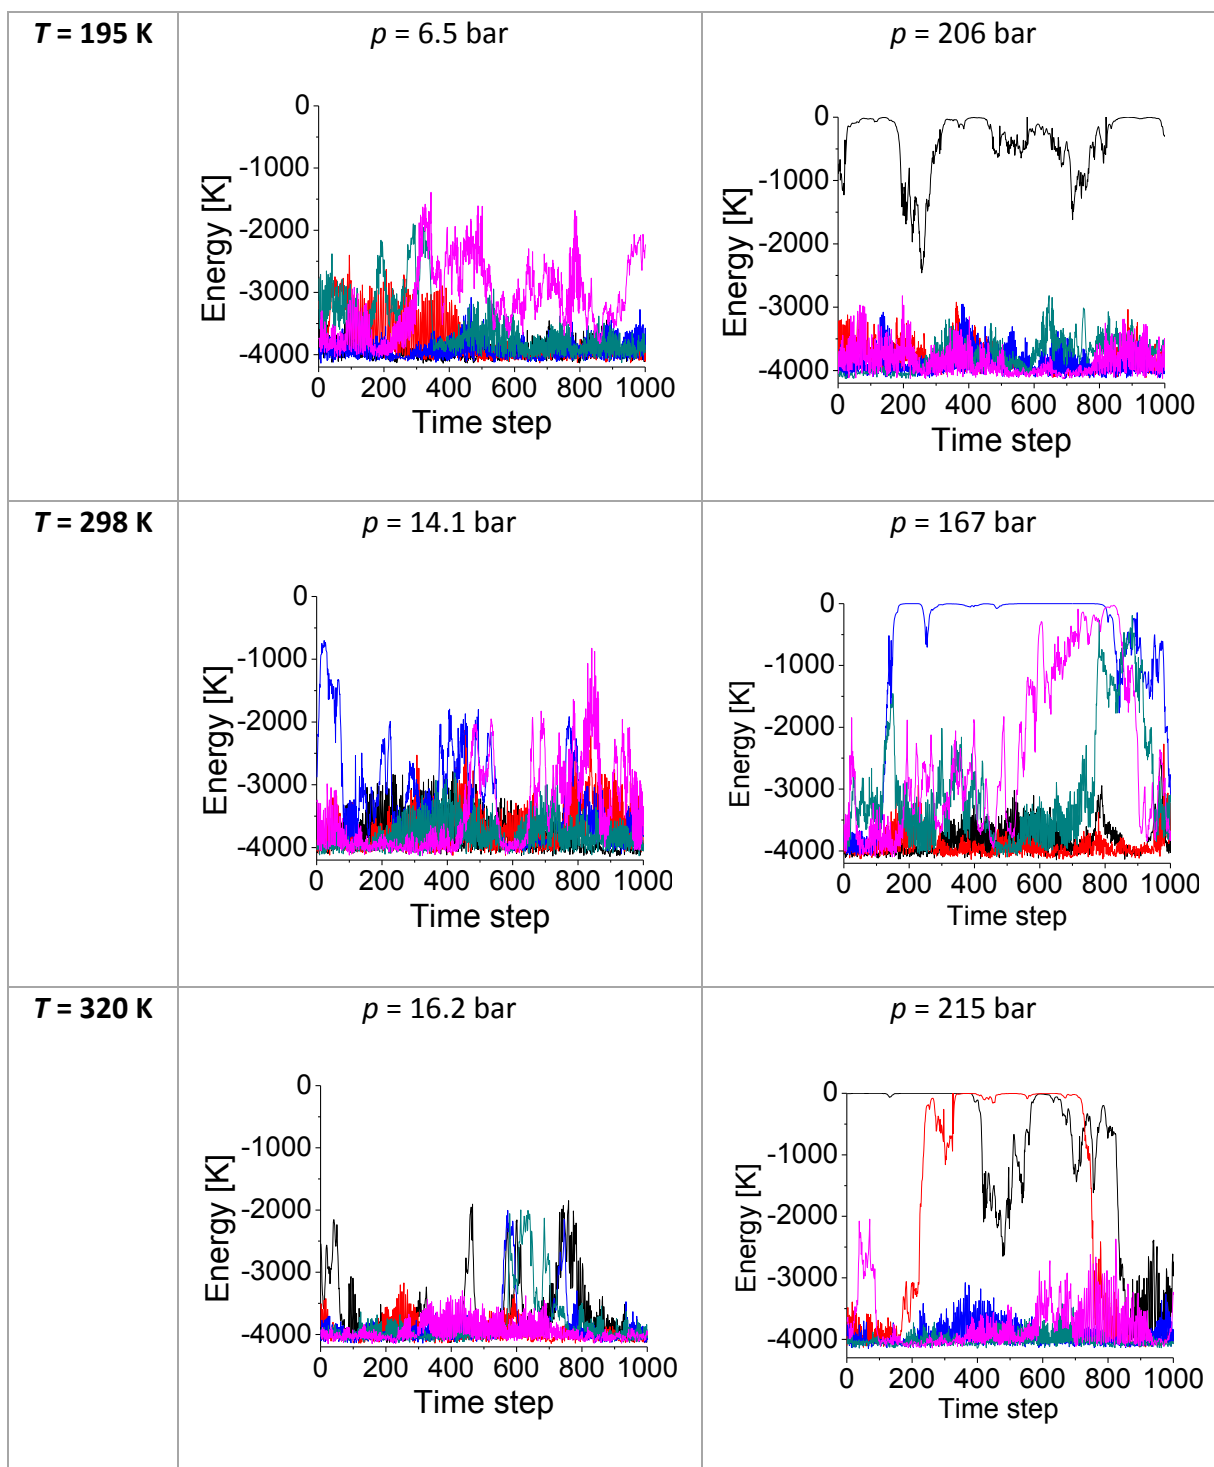 T = 195 K
p = 6.5 bar
p = 206 bar
0
-1000
-2000
-3000
-4000
Energy [K]
0 200 400 600 800 1000
Time step
0
-1000
-2000
-3000
-4000
Energy [K]
0 200 400 600 800 1000
Time step
T = 298 K
p = 14.1 bar
p = 167 bar
0
-1000
-2000
-3000
-4000
Energy [K]
0 200 400 600 800 1000
Time step
0
-1000
-2000
-3000
-4000
Energy [K]
0 200 400 600 800 1000
Time step
T = 320 K
p = 16.2 bar
p = 215 bar
0
-1000
-2000
-3000
-4000
Energy [K]
0 200 400 600 800 1000
Time step
0
-1000
-2000
-3000
-4000
Energy [K]
0 200 400 600 800 1000
Time step